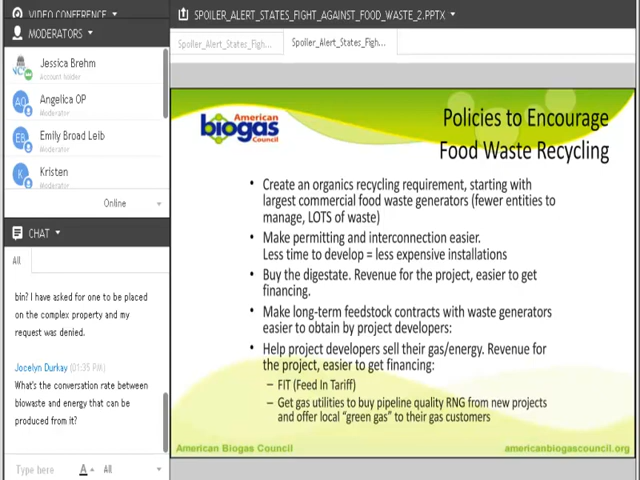 VIDEO CONFERENCE
SPOILER_ALERT_STATES_FIGHT_AGAINST_FOOD_WASTE_2.PPTX
MODERATORS
Spoiler_Alert_States_Figh...
Spoiler_Alert_States_Figh...
Jessica Brehm
Account holder
AO
Angelica OP
Moderator
EB
Emily Broad Leib
Moderator
K
Kristen
Moderator
Online
CHAT
All
bin? I have asked for one to be placed
on the complex property and my
request was denied.
Jocelyn Durkay (01:35 PM)
What's the conversation rate between
biowaste and energy that can be
produced from it?
Type here
A
All
American
biogas
Council
Policies to Encourage
Food Waste Recycling
• Create an organics recycling requirement, starting with
largest commercial food waste generators (fewer entities to
manage, LOTS of waste)
• Make permitting and interconnection easier.
Less time to develop = less expensive installations
• Buy the digestate. Revenue for the project, easier to get
financing.
• Make long-term feedstock contracts with waste generators
easier to obtain by project developers:
• Help project developers sell their gas/energy. Revenue for
the project, easier to get financing:
– FIT (Feed In Tariff)
– Get gas utilities to buy pipeline quality RNG from new projects
and offer local “green gas” to their gas customers
American Biogas Council
americanbiogascouncil.org